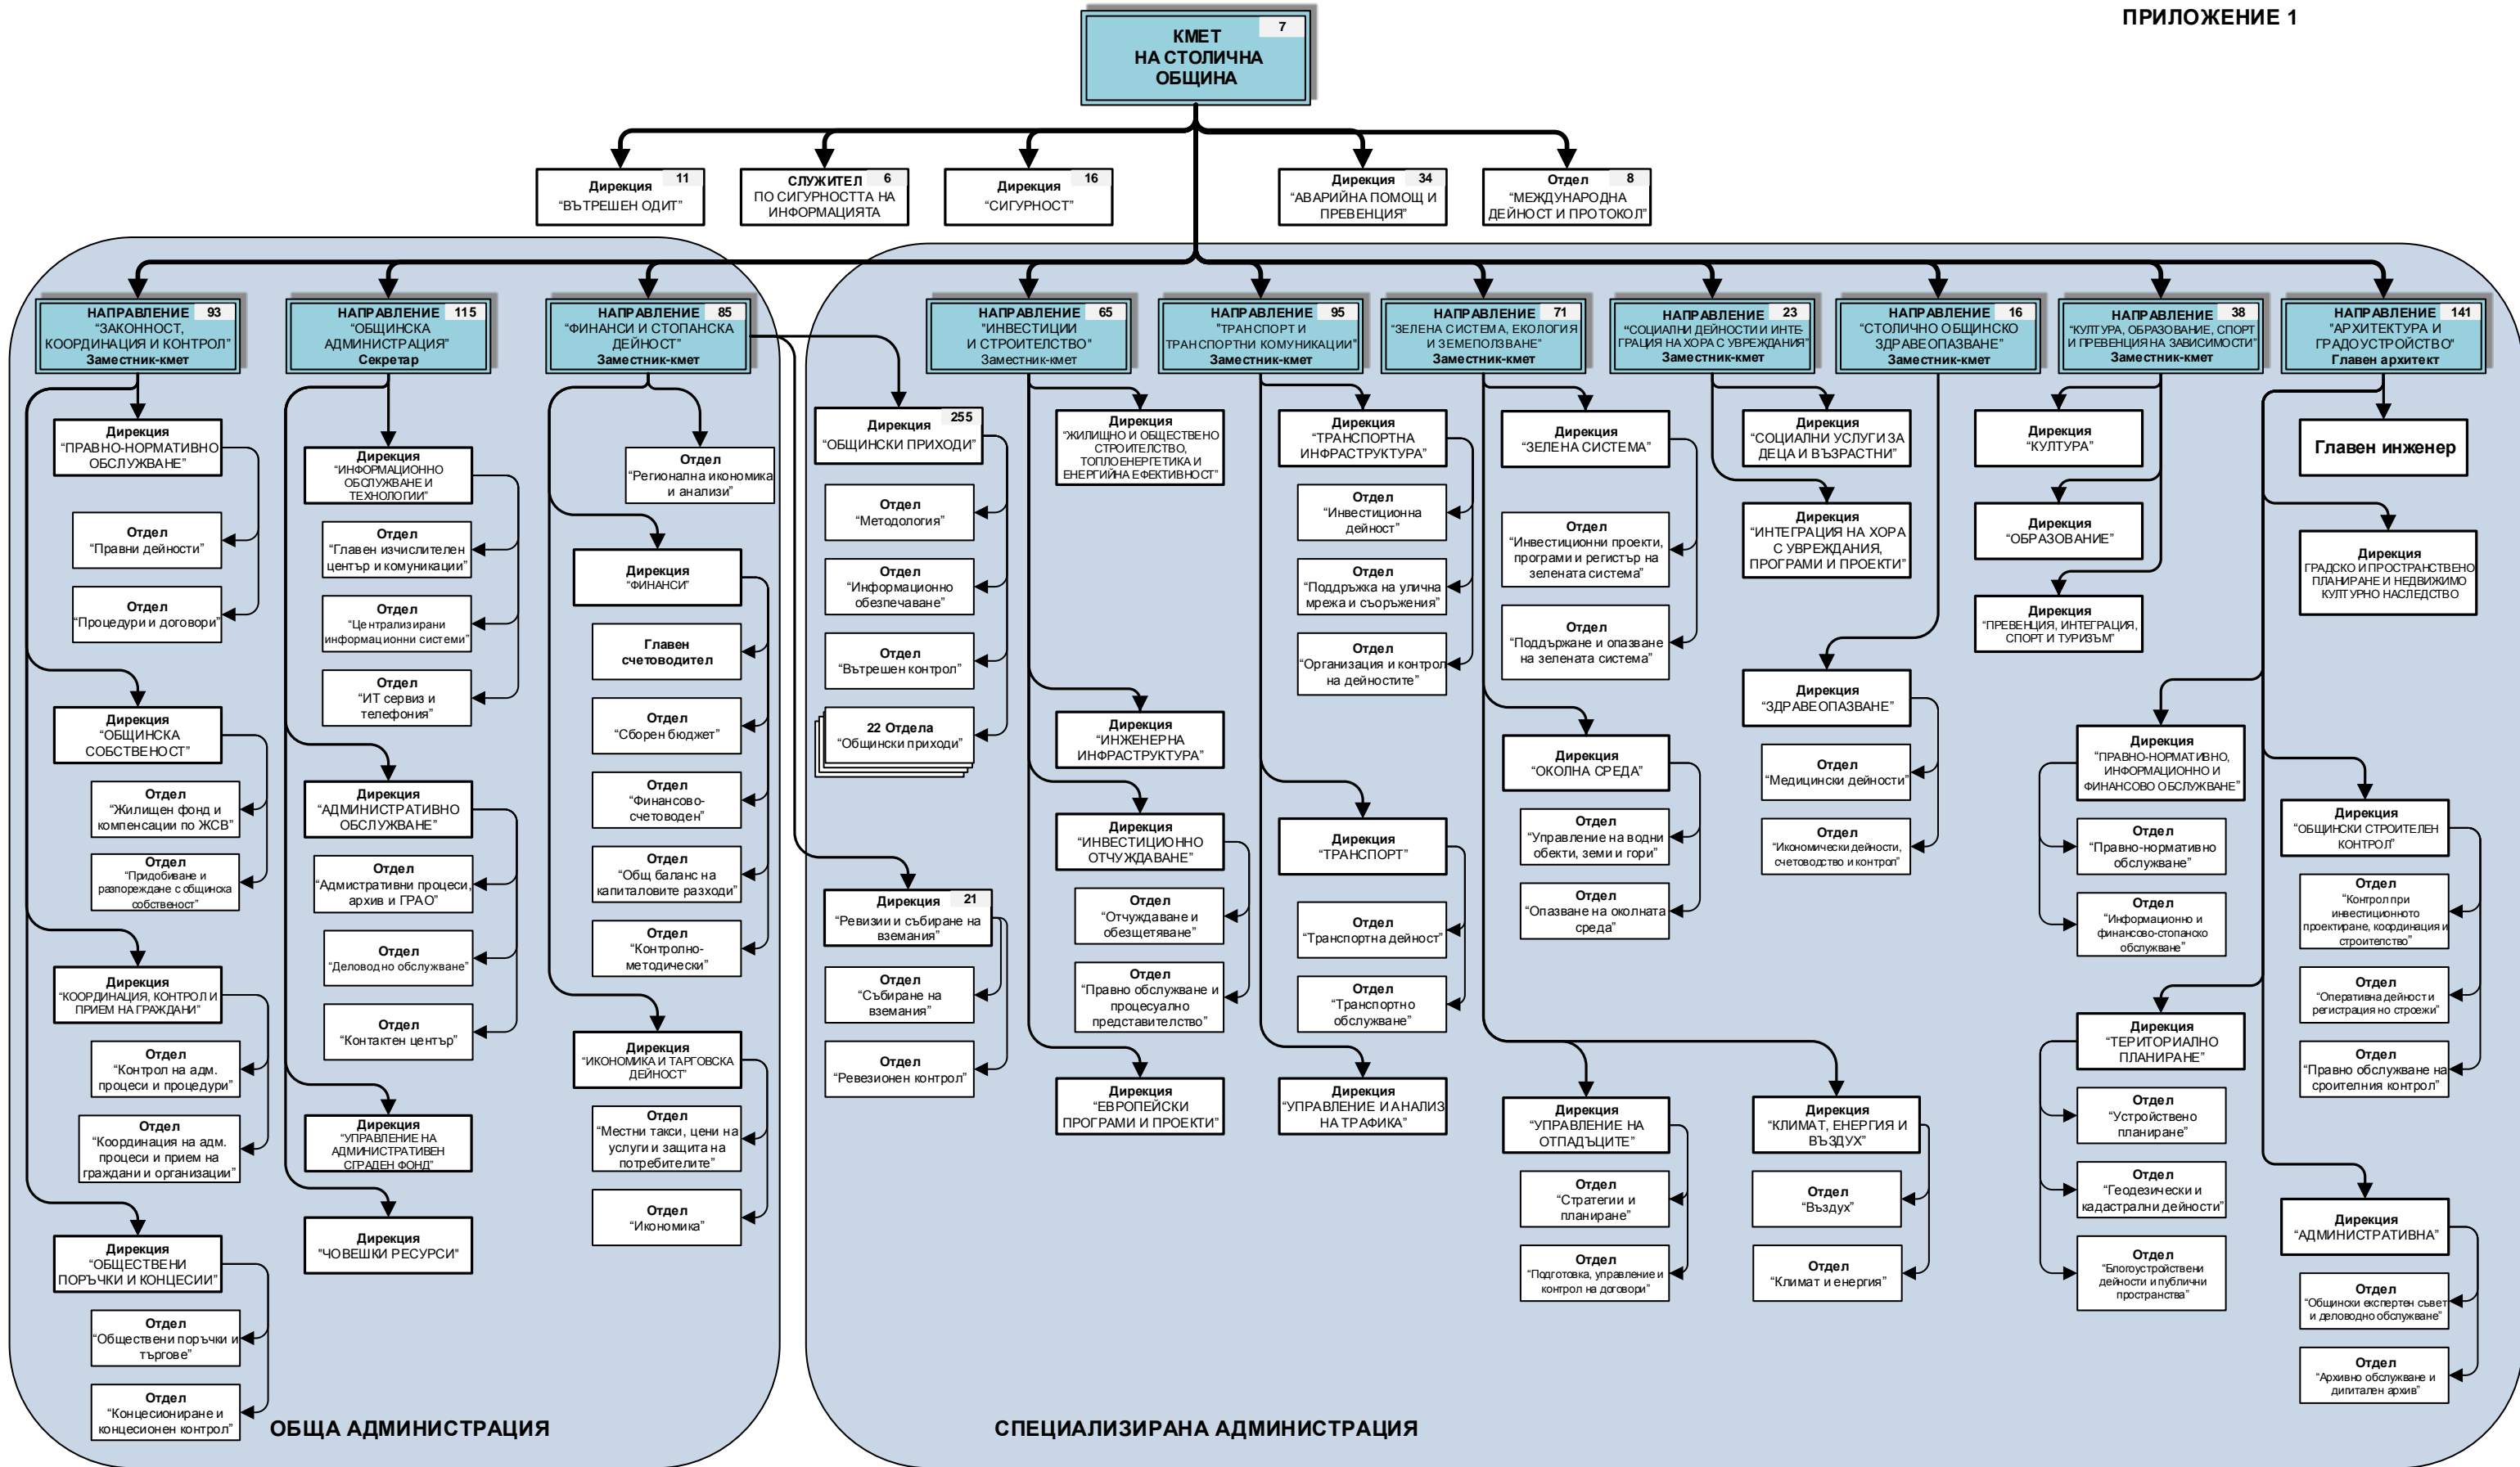 ПРИЛОЖЕНИЕ 1
КМЕТ
НА СТОЛИЧНА
ОБЩИНА
7
Дирекция
11
"ВЪТРЕШЕН ОДИТ"
СЛУЖИТЕЛ
6
ПО СИГУРНОСТТА НА
ИНФОРМАЦИЯТА
Дирекция
16
"СИГУРНОСТ"
Дирекция
34
"АВАРИЙНА ПОМОЩ И
ПРЕВЕНЦИЯ"
Отдел
8
"МЕЖДУНАРОДНА
ДЕЙНОСТ И ПРОТОКОЛ"
НАПРАВЛЕНИЕ
93
"ЗАКОННОСТ,
КООРДИНАЦИЯ И КОНТРОЛ"
Заместник-кмет
НАПРАВЛЕНИЕ
115
"ОБЩИНСКА
АДМИНИСТРАЦИЯ"
Секретар
НАПРАВЛЕНИЕ
85
"ФИНАНСИ И СТОПАНСКА
ДЕЙНОСТ"
Заместник-кмет
НАПРАВЛЕНИЕ
65
"ИНВЕСТИЦИИ
И СТРОИТЕЛСТВО"
Заместник-кмет
НАПРАВЛЕНИЕ
95
"ТРАНСПОРТ И
ТРАНСПОРТНИ КОМУНИКАЦИИ"
Заместник-кмет
НАПРАВЛЕНИЕ
71
"ЗЕЛЕНА СИСТЕМА, ЕКОЛОГИЯ
И ЗЕМЕПОЛЗВАНЕ"
Заместник-кмет
НАПРАВЛЕНИЕ
23
"СОЦИАЛНИ ДЕЙНОСТИ И ИНТЕ-
ГРАЦИЯ НА ХОРА С УВРЕЖДАНИЯ"
Заместник-кмет
НАПРАВЛЕНИЕ
16
"СТОЛИЧНО ОБЩИНСКО
ЗДРАВЕОПАЗВАНЕ"
Заместник-кмет
НАПРАВЛЕНИЕ
38
"КУЛТУРА, ОБРАЗОВАНИЕ, СПОРТ
И ПРЕВЕНЦИЯ НА ЗАВИСИМОСТИ"
Заместник-кмет
НАПРАВЛЕНИЕ
141
"АРХИТЕКТУРА И
ГРАДОУСТРОЙСТВО"
Главен архитект
Дирекция
"ПРАВНО-НОРМАТИВНО
ОБСЛУЖВАНЕ"
Отдел
"Правни дейности"
Отдел
"Процедури и договори"
Дирекция
"ОБЩИНСКА
СОБСТВЕНОСТ"
Отдел
"Жилищен фонд и
компенсации по ЖСВ"
Отдел
"Придобиване и
разпореждане с общинска
собственост"
Дирекция
"КООРДИНАЦИЯ, КОНТРОЛ И
ПРИЕМ НА ГРАЖДАНИ"
Отдел
"Контрол на адм.
процеси и процедури"
Отдел
"Координация на адм.
процеси и прием на
граждани и организации"
Дирекция
"ОБЩЕСТВЕНИ
ПОРЪЧКИ И КОНЦЕСИИ"
Отдел
"Обществени поръчки и
търгове"
Отдел
"Концесиониране и
концесионен контрол"
Дирекция
"ИНФОРМАЦИОННО
ОБСЛУЖВАНЕ И
ТЕХНОЛОГИИ"
Отдел
"Главен изчислителен
център и комуникации"
Отдел
"Централизирани
информационни системи"
Отдел
"ИТ сервиз и
телефония"
Дирекция
"АДМИНИСТРАТИВНО
ОБСЛУЖВАНЕ"
Отдел
"Адмистративни процеси,
архив и ГРАО"
Отдел
"Деловодно обслужване"
Отдел
"Контактен център"
Дирекция
"УПРАВЛЕНИЕ НА
АДМИНИСТРАТИВЕН
СГРАДЕН ФОНД"
Дирекция
"ЧОВЕШКИ РЕСУРСИ"
Отдел
"Регионална икономика
и анализи"
Дирекция
"ФИНАНСИ"
Главен
счетоводител
Отдел
"Сборен бюджет"
Отдел
"Финансово-
счетоводен"
Отдел
"Общ баланс на
капиталовите разходи"
Отдел
"Контролно-
методически"
Дирекция
"ИКОНОМИКА И ТАРГОВСКА
ДЕЙНОСТ"
Отдел
"Местни такси, цени на
услуги и защита на
потребителите"
Отдел
"Икономика"
Дирекция
255
"ОБЩИНСКИ ПРИХОДИ"
Отдел
"Методология"
Отдел
"Информационно
обезпечаване"
Отдел
"Вътрешен контрол"
22 Отдела
"Общински приходи"
Дирекция
21
"Ревизии и събиране на
вземания"
Отдел
"Събиране на
вземания"
Отдел
"Ревезионен контрол"
Дирекция
"ЖИЛИЩНО И ОБЩЕСТВЕНО
СТРОИТЕЛСТВО,
ТОПЛОЕНЕРГЕТИКА И
ЕНЕРГИЙНА ЕФЕКТИВНОСТ"
Дирекция
"ИНЖЕНЕРНА
ИНФРАСТРУКТУРА"
Дирекция
"ИНВЕСТИЦИОННО
ОТЧУЖДАВАНЕ"
Отдел
"Отчуждаване и
обезщетяване"
Отдел
"Правно обслужване и
процесуално
представителство"
Дирекция
"ЕВРОПЕЙСКИ
ПРОГРАМИ И ПРОЕКТИ"
Дирекция
"ТРАНСПОРТНА
ИНФРАСТРУКТУРА"
Отдел
"Инвестиционна
дейност"
Отдел
"Поддръжка на улична
мрежа и съоръжения"
Отдел
"Организация и контрол
на дейностите"
Дирекция
"ТРАНСПОРТ"
Отдел
"Транспортна дейност"
Отдел
"Транспортно
обслужване"
Дирекция
"УПРАВЛЕНИЕ И АНАЛИЗ
НА ТРАФИКА"
Дирекция
"ЗЕЛЕНА СИСТЕМА"
Отдел
"Инвестиционни проекти,
програми и регистър на
зелената система"
Отдел
"Поддържане и опазване
на зелената система"
Дирекция
"ОКОЛНА СРЕДА"
Отдел
"Управление на водни
обекти, земи и гори"
Отдел
"Опазване на околната
среда"
Дирекция
"УПРАВЛЕНИЕ НА
ОТПАДЪЦИТЕ"
Отдел
"Стратегии и
планиране"
Отдел
"Подготовка, управление и
контрол на договори"
Дирекция
"КЛИМАТ, ЕНЕРГИЯ И
ВЪЗДУХ"
Отдел
"Въздух"
Отдел
"Климат и енергия"
Дирекция
"СОЦИАЛНИ УСЛУГИ ЗА
ДЕЦА И ВЪЗРАСТНИ"
Дирекция
"ИНТЕГРАЦИЯ НА ХОРА
С УВРЕЖДАНИЯ,
ПРОГРАМИ И ПРОЕКТИ"
Дирекция
"ЗДРАВЕОПАЗВАНЕ"
Отдел
"Медицински дейности"
Отдел
"Икономически дейности,
счетоводство и контрол"
Дирекция
"КУЛТУРА"
Дирекция
"ОБРАЗОВАНИЕ"
Дирекция
"ПРЕВЕНЦИЯ, ИНТЕГРАЦИЯ,
СПОРТ И ТУРИЗЪМ"
Главен инженер
Дирекция
ГРАДСКО И ПРОСТРАНСТВЕНО
ПЛАНИРАНЕ И НЕДВИЖИМО
КУЛТУРНО НАСЛЕДСТВО
Дирекция
"ПРАВНО-НОРМАТИВНО,
ИНФОРМАЦИОННО И
ФИНАНСОВО ОБСЛУЖВАНЕ"
Отдел
"Правно-нормативно
обслужване"
Отдел
"Информационно и
финансово-стопанско
обслужване"
Дирекция
"ТЕРИТОРИАЛНО
ПЛАНИРАНЕ"
Отдел
"Устройствено
планиране"
Отдел
"Геодезически и
кадастрални дейности"
Отдел
"Блогоустройствени
дейности и публични
пространства"
Дирекция
"ОБЩИНСКИ СТРОИТЕЛЕН
КОНТРОЛ"
Отдел
"Контрол при
инвестиционното
проектиране, координация и
строителство"
Отдел
"Оперативна дейност и
регистрация но строежи"
Отдел
"Правно обслужване на
сроителния контрол"
Дирекция
"АДМИНИСТРАТИВНА"
Отдел
"Общински експертен съвет
и деловодно обслужване"
Отдел
"Архивно обслужване и
дигитален архив"
ОБЩА АДМИНИСТРАЦИЯ
СПЕЦИАЛИЗИРАНА АДМИНИСТРАЦИЯ